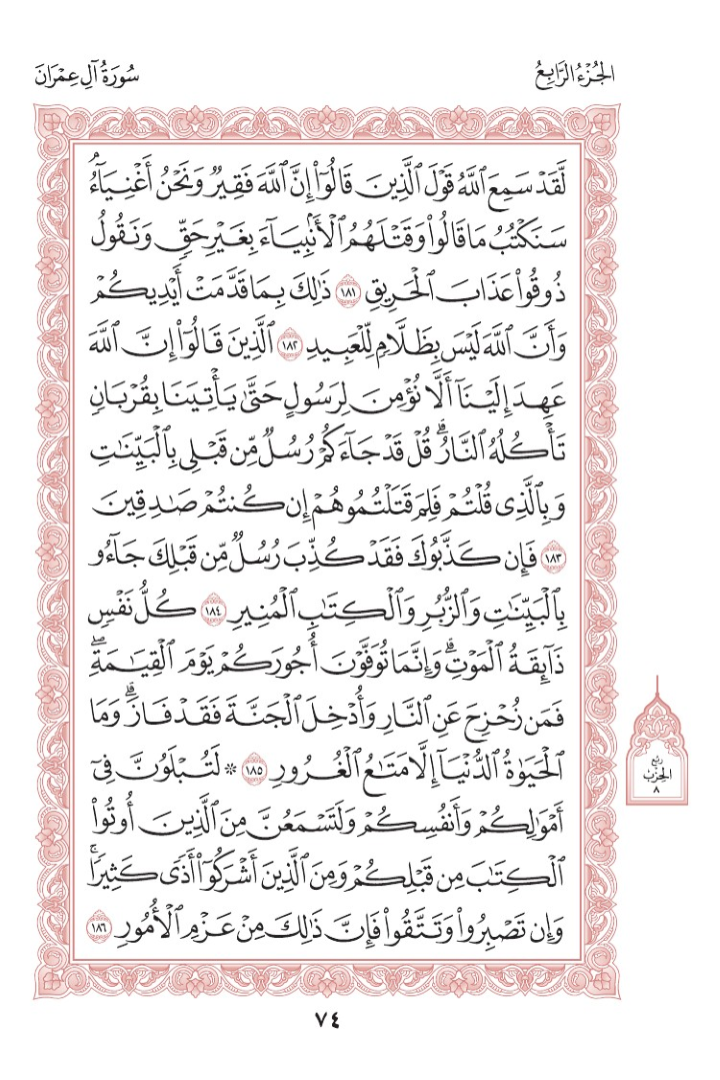 الجُزْءُ الرَّابِعُ
سُورَةُ آلِ عِمْرَانَ
لَّقَدْ سَمِعَ ٱللَّهُ قَوْلَ ٱلَّذِينَ قَالُوٓاْ إِنَّ ٱللَّهَ فَقِيرٌ وَنَحْنُ أَغْنِيَآءُۘ
سَنَكْتُبُ مَا قَالُواْ وَقَتْلَهُمُ ٱلْأَنۢبِيَآءَ بِغَيْرِ حَقٍّ وَنَقُولُ
ذُوقُواْ عَذَابَ ٱلْحَرِيقِ ١٨١ ذَٰلِكَ بِمَا قَدَّمَتْ أَيْدِيكُمْ
وَأَنَّ ٱللَّهَ لَيْسَ بِظَلَّامٍ لِّلْعَبِيدِ ١٨٢ ٱلَّذِينَ قَالُوٓاْ إِنَّ ٱللَّهَ
عَهِدَ إِلَيْنَآ أَلَّا نُؤْمِنَ لِرَسُولٍ حَتَّىٰ يَأْتِيَنَا بِقُرْبَانٍ
تَأْكُلُهُ ٱلنَّارُۗ قُلْ قَدْ جَآءَكُمْ رُسُلٌ مِّن قَبْلِى بِٱلْبَيِّنَٰتِ
وَبِٱلَّذِى قُلْتُمْ فَلِمَ قَتَلْتُمُوهُمْ إِن كُنتُمْ صَٰدِقِينَ
١٨٣ فَإِن كَذَّبُوكَ فَقَدْ كُذِّبَ رُسُلٌ مِّن قَبْلِكَ جَآءُو
بِٱلْبَيِّنَٰتِ وَٱلزُّبُرِ وَٱلْكِتَٰبِ ٱلْمُنِيرِ ١٨٤ كُلُّ نَفْسٍ
ذَآئِقَةُ ٱلْمَوْتِۗ وَإِنَّمَا تُوَفَّوْنَ أُجُورَكُمْ يَوْمَ ٱلْقِيَٰمَةِۖ
فَمَن زُحْزِحَ عَنِ ٱلنَّارِ وَأُدْخِلَ ٱلْجَنَّةَ فَقَدْ فَازَۗ وَمَا
ٱلْحَيَوٰةُ ٱلدُّنْيَآ إِلَّا مَتَٰعُ ٱلْغُرُورِ ١٨٥ ۞ لَتُبْلَوُنَّ فِىٓ
أَمْوَٰلِكُمْ وَأَنفُسِكُمْ وَلَتَسْمَعُنَّ مِنَ ٱلَّذِينَ أُوتُواْ
ٱلْكِتَٰبَ مِن قَبْلِكُمْ وَمِنَ ٱلَّذِينَ أَشْرَكُوٓاْ أَذًى كَثِيرًاۚ
وَإِن تَصْبِرُواْ وَتَتَّقُواْ فَإِنَّ ذَٰلِكَ مِنْ عَزْمِ ٱلْأُمُورِ ١٨٦
ربع
الحزب
٨
٧٤